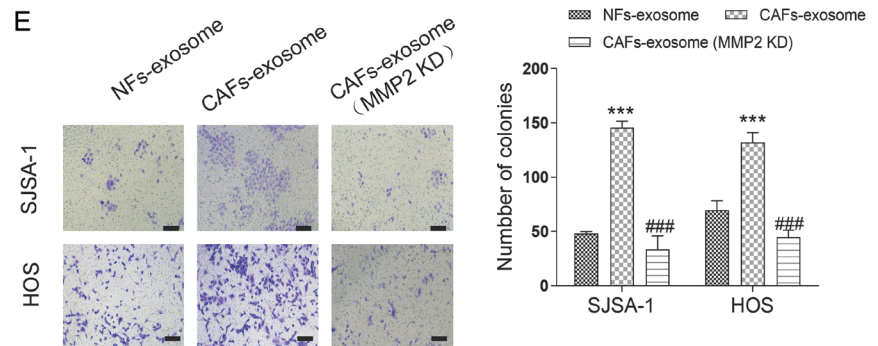 E
NFs-exosome
CAFs-exosome
CAFs-exosome
(MMP2 KD)
SJSA-1
HOS
NFs-exosome
CAFs-exosome
CAFs-exosome (MMP2 KD)
Numbber of colonies
200
150
100
50
0
***
###
***
###
SJSA-1
HOS